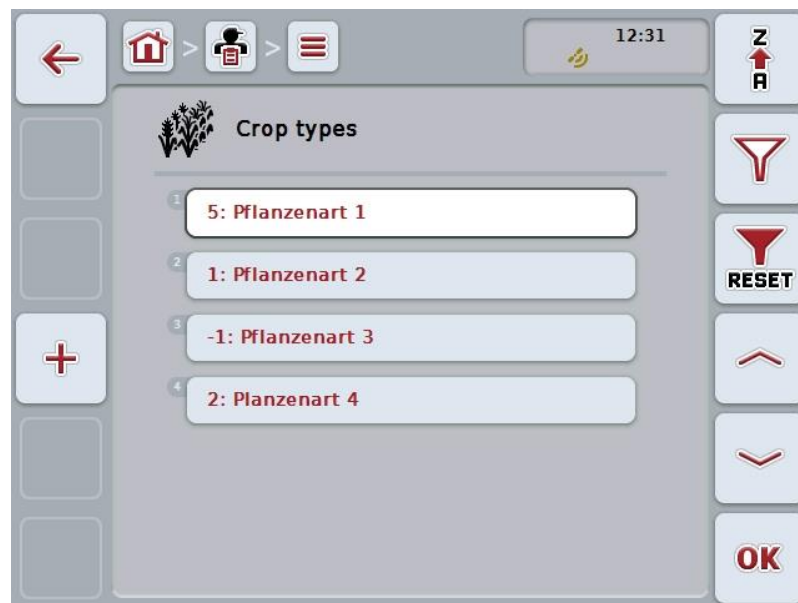 > >
12:31
Z
A
Crop types
1
5: Pflanzenart 1
2
1: Pflanzenart 2
RESET
3
-1: Pflanzenart 3
4
2: Planzenart 4
OK